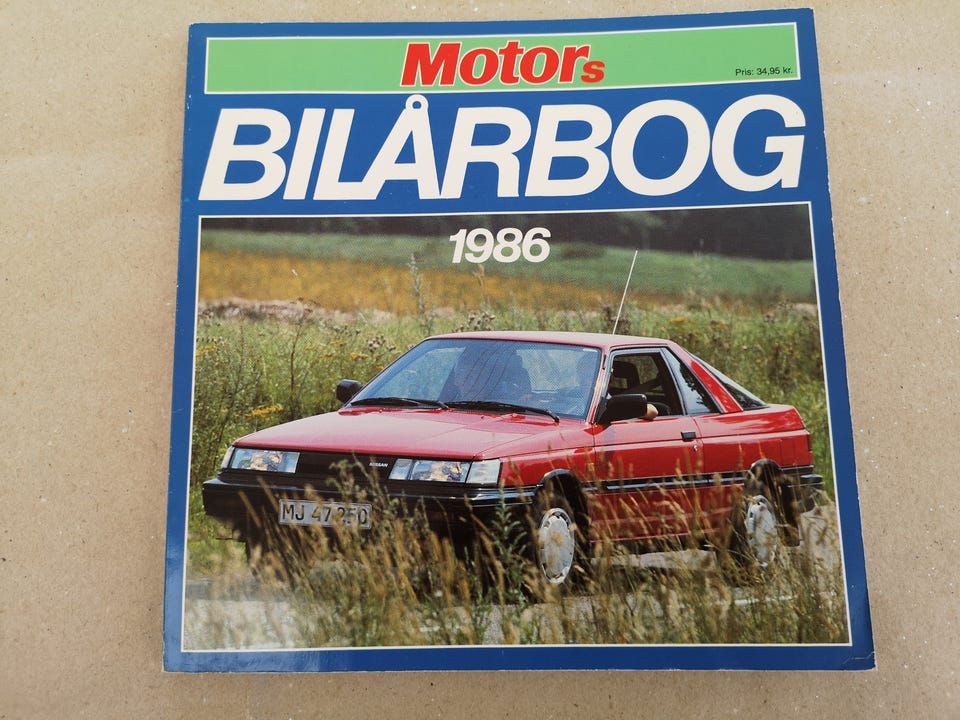 Motors
Pris: 34,95 kr.
BILÅRBOG
1986
NISSAN
MJ 47 250